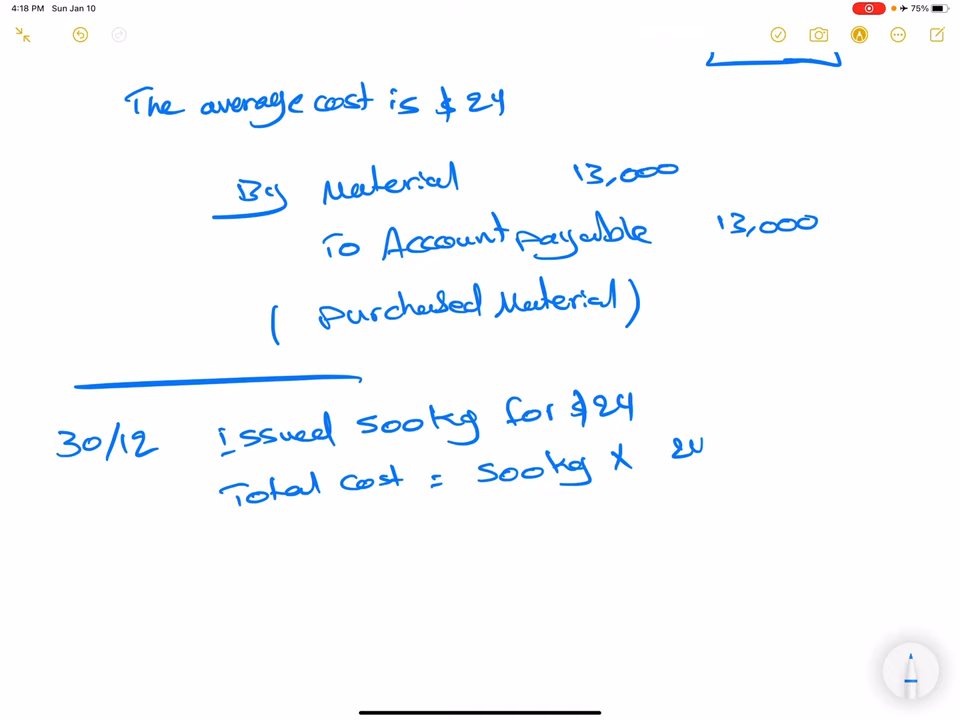 4:18 PM Sun Jan 10 75%
The average cost is $24
By Material 13,000
To Account payable 13,000
( Purchased Material )
30/12 Issued 500kg for $24
Total cost = 500kg x 24